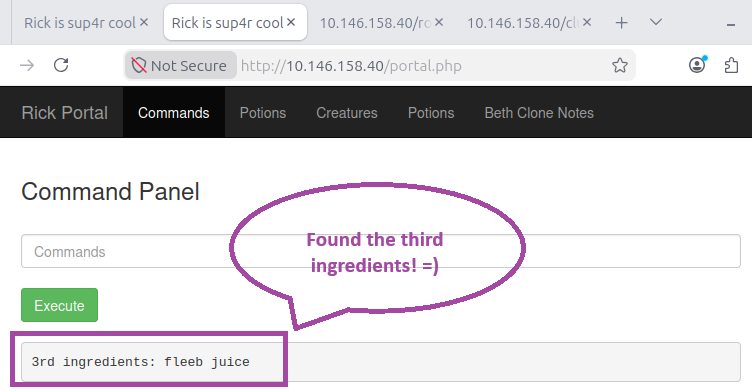 Rick is sup4r cool
Rick is sup4r cool
10.146.158.40/ro
10.146.158.40/clu
Not Secure http://10.146.158.40/portal.php
Rick Portal Commands Potions Creatures Potions Beth Clone Notes
Command Panel
Found the third
ingredients! =)
Commands
Execute
3rd ingredients: fleeb juice